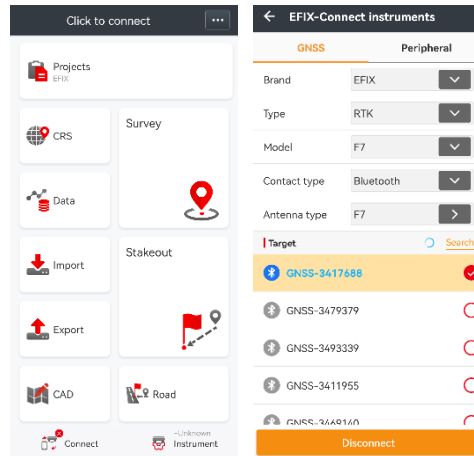 Click to connect
Projects
EFIX
CRS
Survey
Data
Import
Stakeout
Export
CAD
Road
Connect
-Unknown
Instrument
EFIX-Connect instruments
GNSS
Peripheral
Brand
EFIX
Type
RTK
Model
F7
Contact type
Bluetooth
Antenna type
F7
Target
Search
GNSS-3417688
GNSS-3479379
GNSS-3493339
GNSS-3411955
GNSS-3469140
Disconnect